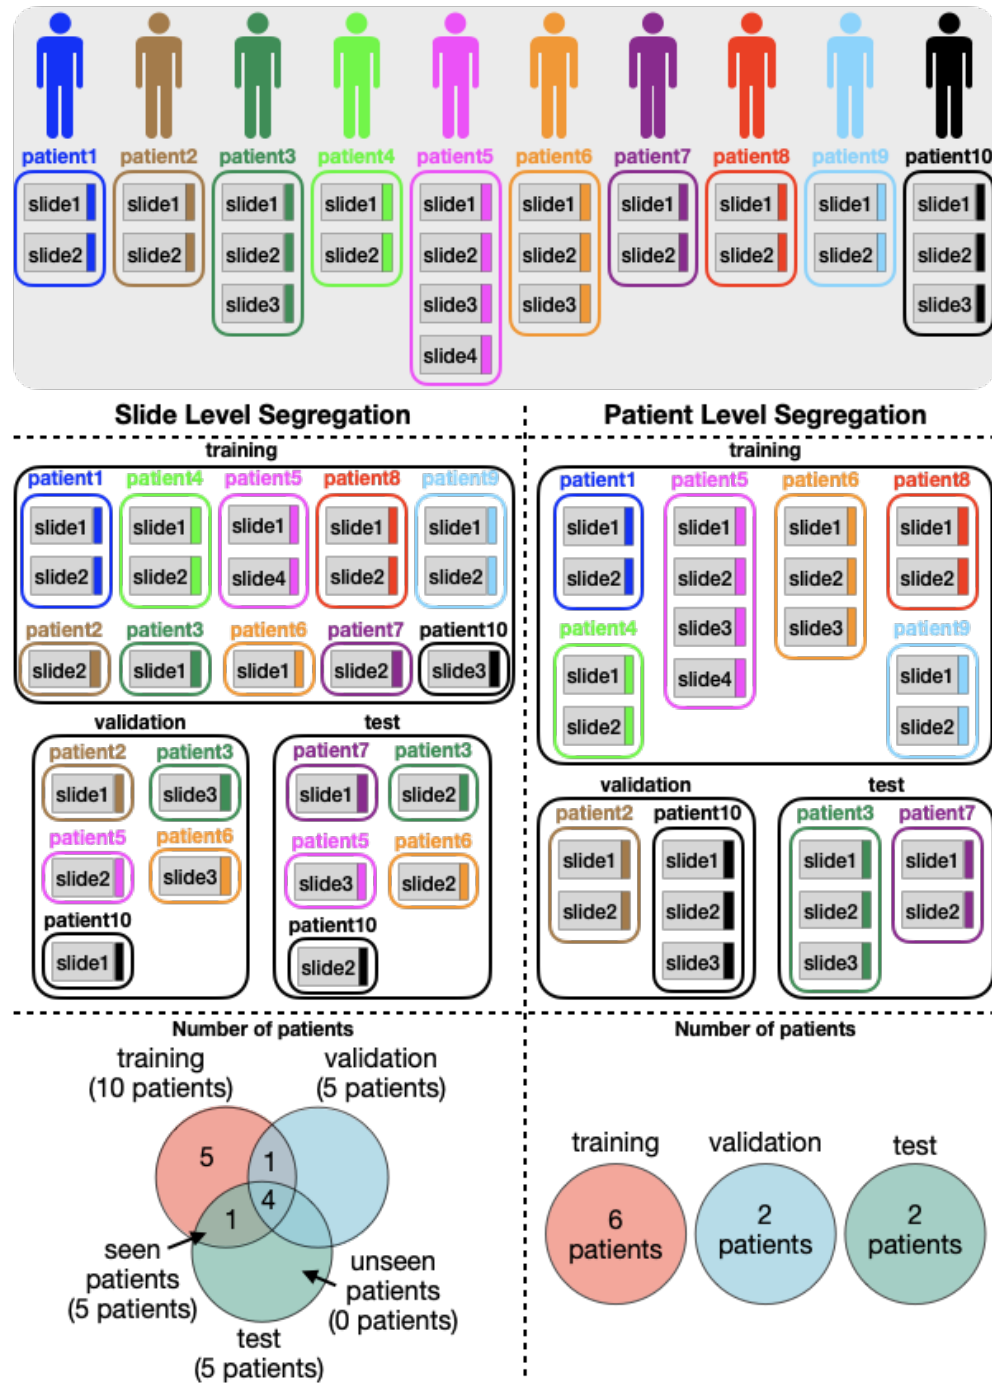 patient1 patient2 patient3 patient4 patient5 patient6 patient7 patient8 patient9 patient10
slide1 slide1 slide1 slide1 slide1 slide1 slide1 slide1 slide1 slide1
slide2 slide2 slide2 slide2 slide2 slide2 slide2 slide2 slide2 slide2
slide3 slide3 slide3 slide3
slide4
Slide Level Segregation
training
patient1 patient4 patient5 patient8 patient9
slide1 slide1 slide1 slide1 slide1
slide2 slide2 slide4 slide2 slide2
patient2 patient3 patient6 patient7 patient10
slide2 slide1 slide1 slide2 slide3
validation
patient2 patient3
slide1 slide3
patient5 patient6
slide2 slide3
patient10
slide1
test
patient7 patient3
slide1 slide2
patient5 patient6
slide3 slide2
patient10
slide2
Number of patients
training
(10 patients)
validation
(5 patients)
5
1
4
1
seen
patients
(5 patients)
unseen
patients
(0 patients)
test
(5 patients)
Patient Level Segregation
training
patient1 patient5 patient6 patient8
slide1 slide1 slide1 slide1
slide2 slide2 slide2 slide2
patient4 slide3 slide3 patient9
slide1 slide4 slide1
slide2 slide2
validation
patient2 patient10
slide1 slide1
slide2 slide2
slide3
test
patient3 patient7
slide1 slide1
slide2 slide2
slide3
Number of patients
training validation test
6 2 2
patients patients patients